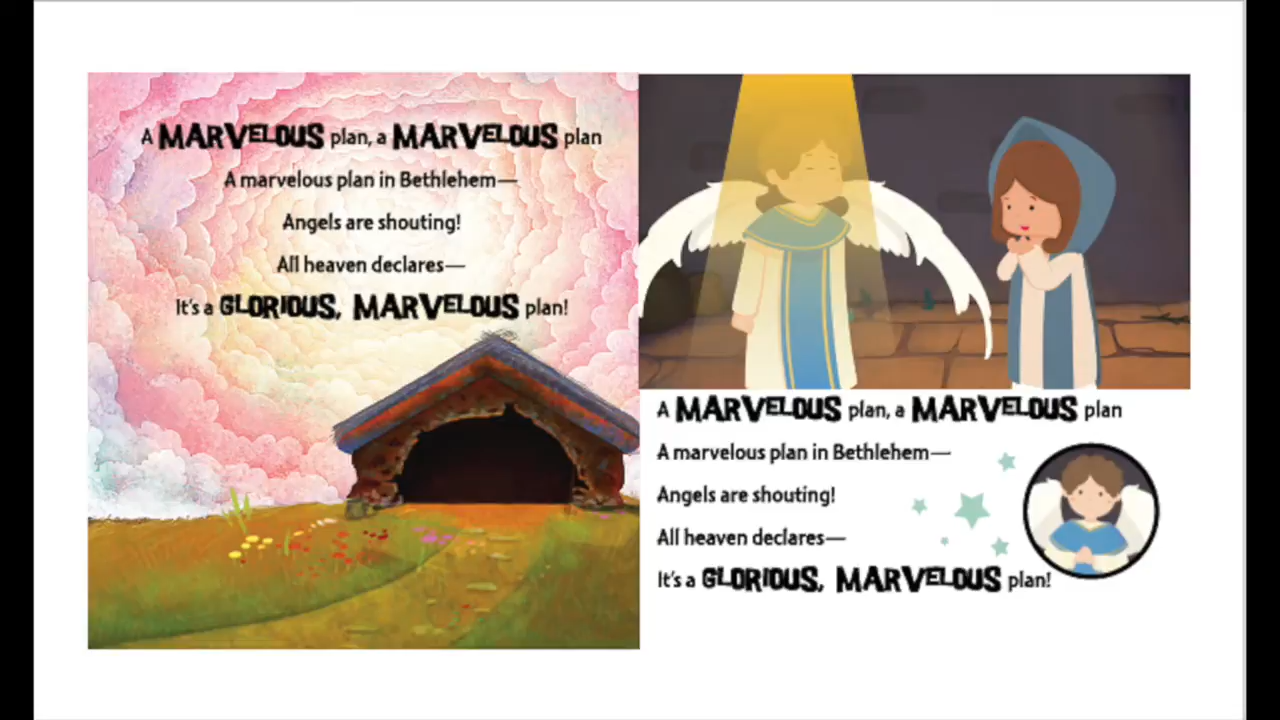 A MARVELOUS plan, a MARVELOUS plan
A marvelous plan in Bethlehem—
Angels are shouting!
All heaven declares—
It's a GLORIOUS, MARVELOUS plan!
A MARVELOUS plan, a MARVELOUS plan
A marvelous plan in Bethlehem—
Angels are shouting!
All heaven declares—
It's a GLORIOUS, MARVELOUS plan!